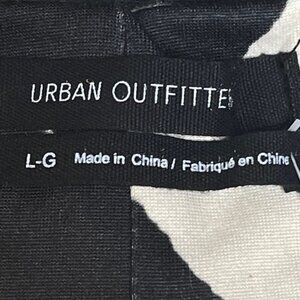 URBAN OUTFITTE
L-G Made in China / Fabriqué en Chine